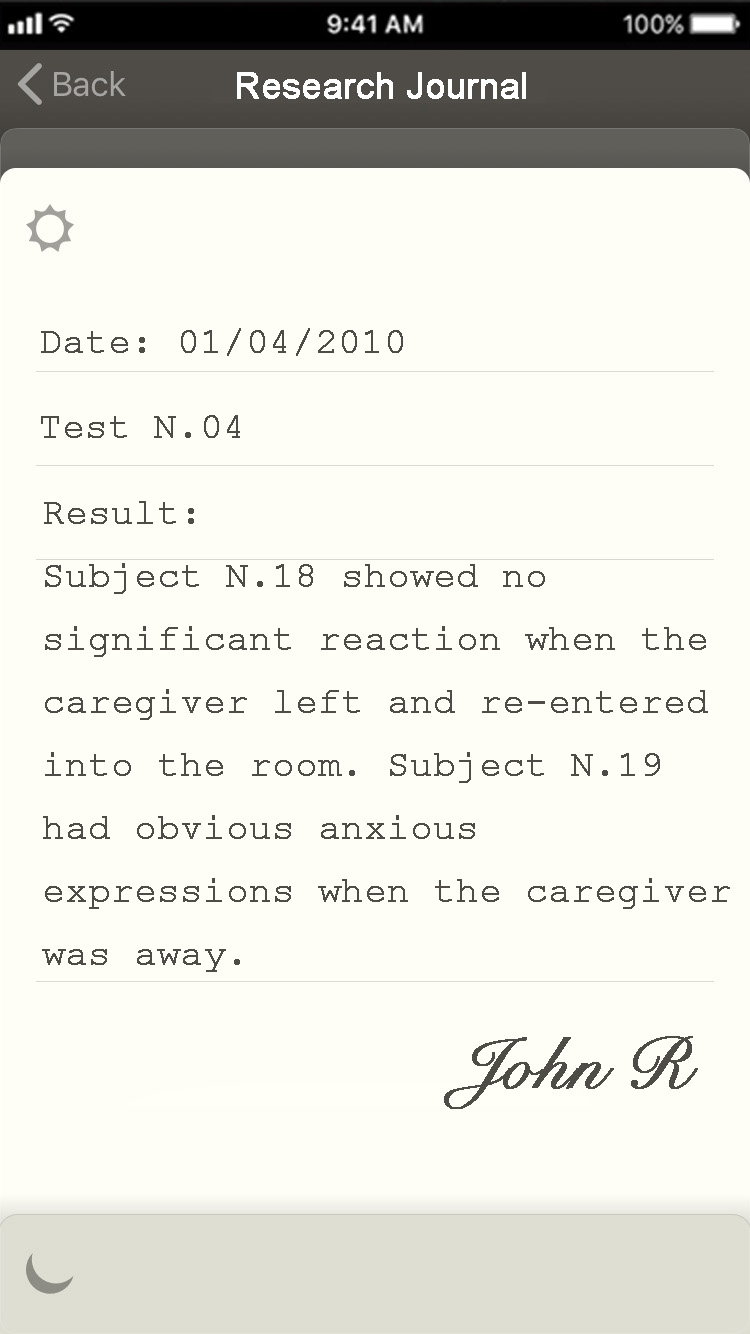 9:41 AM 100%
Back Research Journal
Date: 01/04/2010
Test N.04
Result:
Subject N.18 showed no
significant reaction when the
caregiver left and re-entered
into the room. Subject N.19
had obvious anxious
expressions when the caregiver
was away.
John R